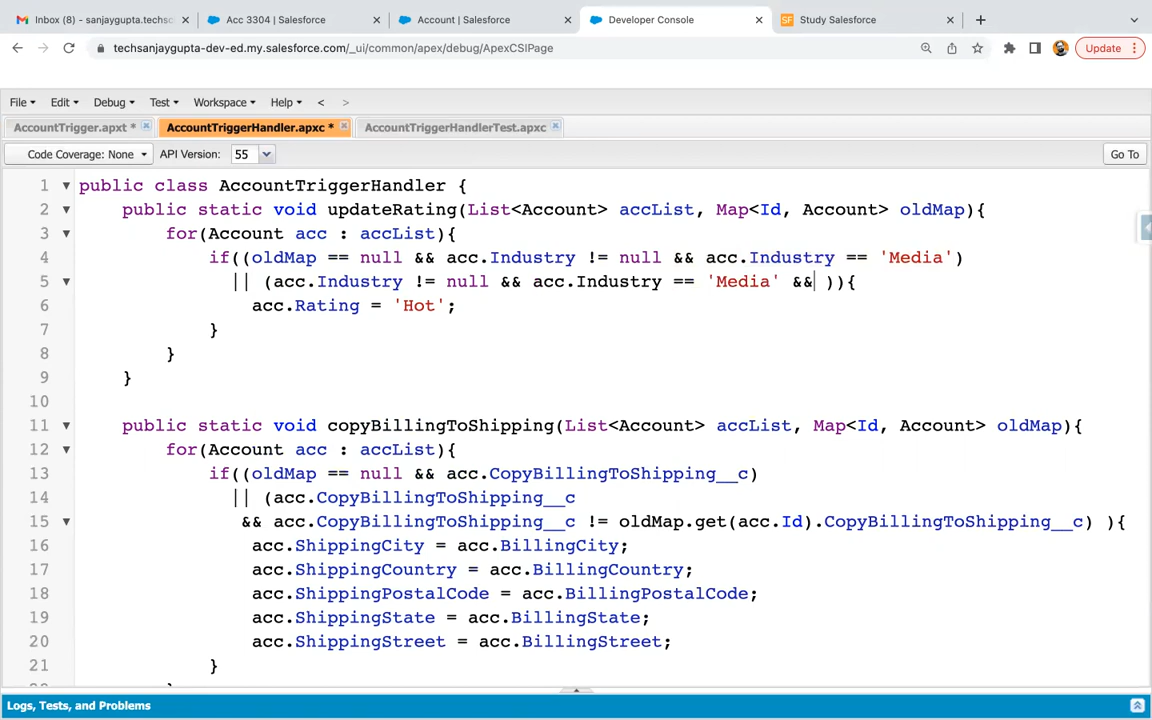 Inbox (0) - sanjaygupta.techsc
Acc 3304 | Salesforce
Account | Salesforce
Developer Console
Study Salesforce
techsanjaygupta-dev-ed.my.salesforce.com/_ui/common/apex/debug/ApexCSIPage
Update
File Edit Debug Test Workspace Help < >
AccountTrigger.apxt * AccountTriggerHandler.apxc * AccountTriggerHandlerTest.apxc
Code Coverage: None API Version: 55 Go To
1 public class AccountTriggerHandler {
2 public static void updateRating(List<Account> accList, Map<Id, Account> oldMap){
3 for(Account acc : accList){
4 if((oldMap == null && acc.Industry != null && acc.Industry == 'Media')
5 || (acc.Industry != null && acc.Industry == 'Media' && )){
6 acc.Rating = 'Hot';
7 }
8 }
9 }
10
11 public static void copyBillingToShipping(List<Account> accList, Map<Id, Account> oldMap){
12 for(Account acc : accList){
13 if((oldMap == null && acc.CopyBillingToShipping__c)
14 || (acc.CopyBillingToShipping__c
15 && acc.CopyBillingToShipping__c != oldMap.get(acc.Id).CopyBillingToShipping__c) ){
16 acc.ShippingCity = acc.BillingCity;
17 acc.ShippingCountry = acc.BillingCountry;
18 acc.ShippingPostalCode = acc.BillingPostalCode;
19 acc.ShippingState = acc.BillingState;
20 acc.ShippingStreet = acc.BillingStreet;
21 }
Logs, Tests, and Problems